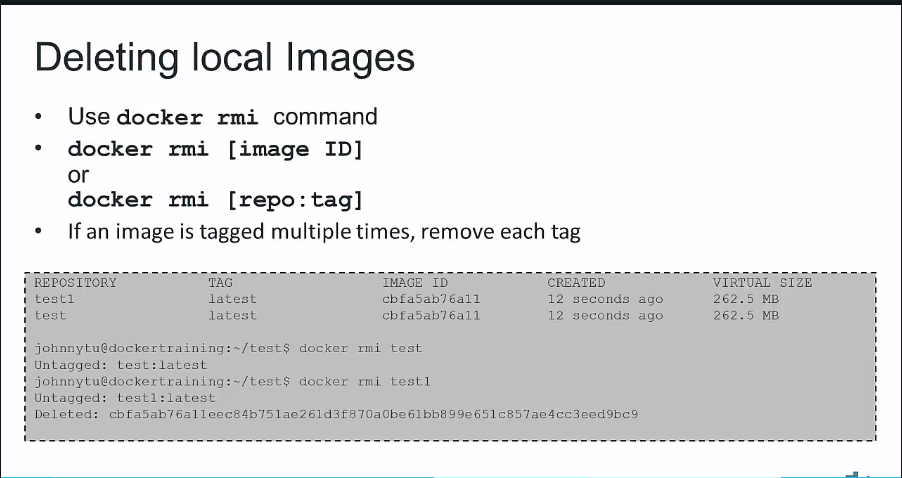 Deleting local Images
• Use docker rmi command
• docker rmi [image ID]
or
docker rmi [repo:tag]
• If an image is tagged multiple times, remove each tag
REPOSITORY TAG IMAGE ID CREATED VIRTUAL SIZE
test1 latest cbfa5ab76a11 12 seconds ago 262.5 MB
test latest cbfa5ab76a11 12 seconds ago 262.5 MB
johnnytu@dockertraining:~/test$ docker rmi test
Untagged: test:latest
johnnytu@dockertraining:~/test$ docker rmi test1
Untagged: test1:latest
Deleted: cbfa5ab76a11eec84b751ae261d3f870a0be61bb899e651c857ae4cc3eed9bc9